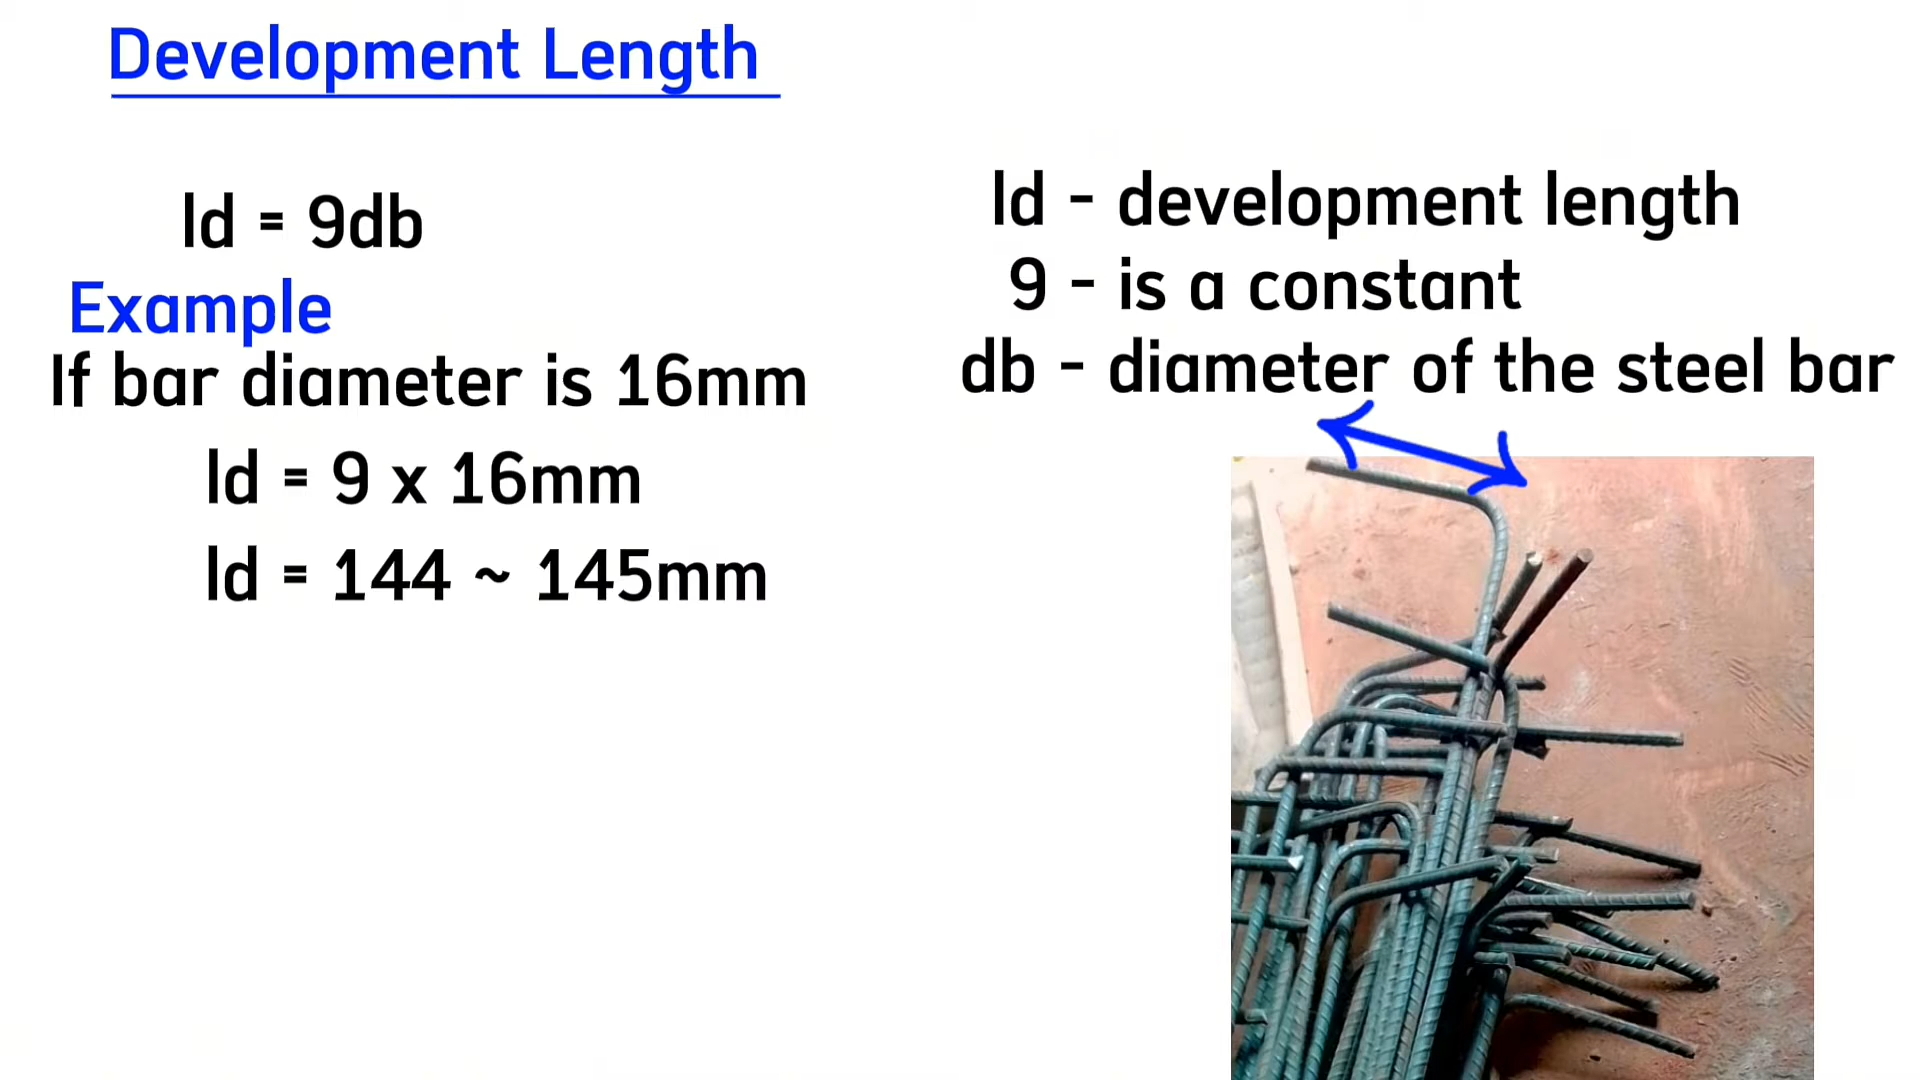 Development Length
ld = 9db
Example
If bar diameter is 16mm
ld = 9 x 16mm
ld = 144 ~ 145mm
ld - development length
9 - is a constant
db - diameter of the steel bar